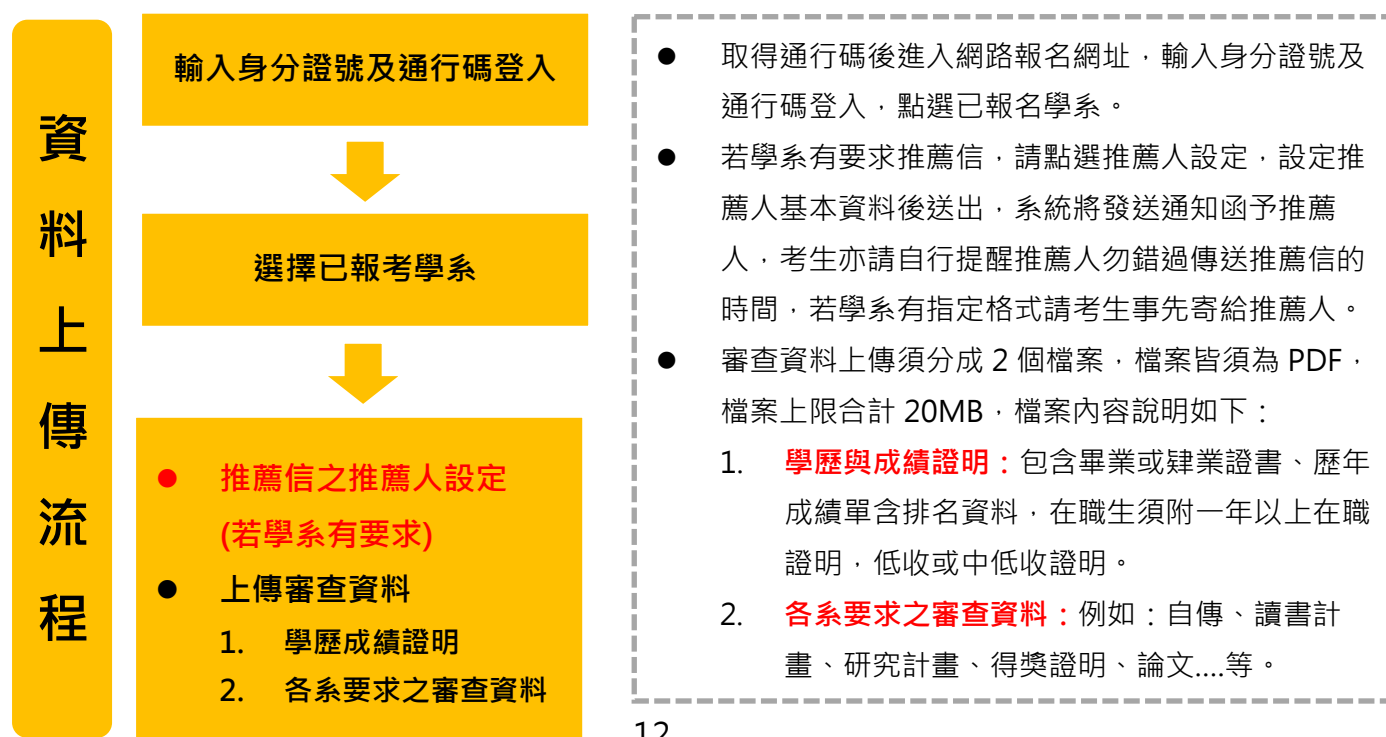 資料上傳流程
輸入身分證號及通行碼登入
選擇已報考學系
● 推薦信之推薦人設定
(若學系有要求)
● 上傳審查資料
1. 學歷成績證明
2. 各系要求之審查資料
● 取得通行碼後進入網路報名網址，輸入身分證號及
通行碼登入，點選已報名學系。
● 若學系有要求推薦信，請點選推薦人設定，設定推
薦人基本資料後送出，系統將發送通知函予推薦
人，考生亦請自行提醒推薦人勿錯過傳送推薦信的
時間，若學系有指定格式請考生事先寄給推薦人。
● 審查資料上傳須分成 2 個檔案，檔案皆須為 PDF，
檔案上限合計 20MB，檔案內容說明如下：
1. 學歷與成績證明：包含畢業或肄業證書、歷年
成績單含排名資料，在職生須附一年以上在職
證明，低收或中低收證明。
2. 各系要求之審查資料：例如：自傳、讀書計
畫、研究計畫、得獎證明、論文....等。
12